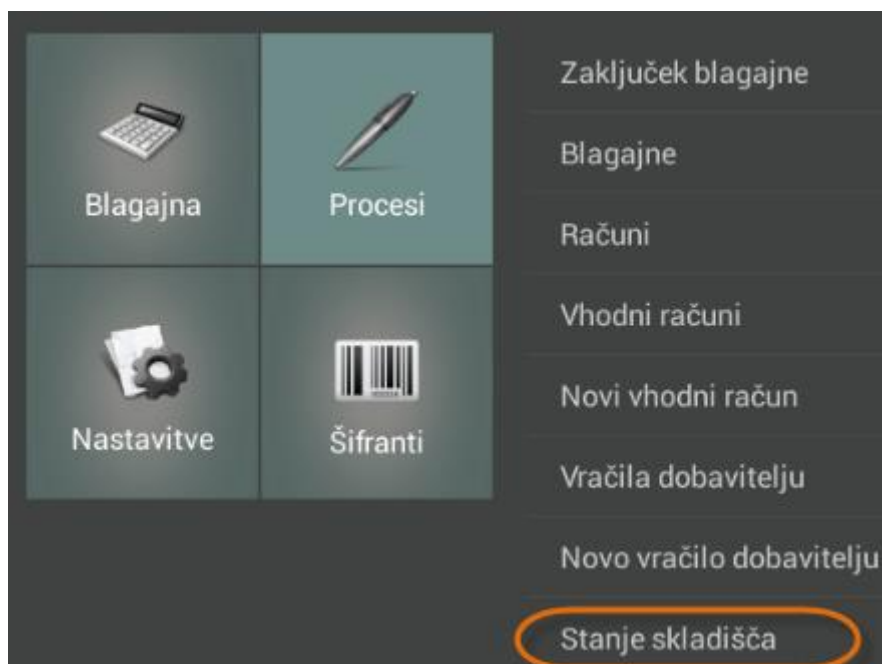 Blagajna
Procesi
Nastavitve
Šifranti
Zaključek blagajne
Blagajne
Računi
Vhodni računi
Novi vhodni račun
Vračila dobavitelju
Novo vračilo dobavitelju
Stanje skladišča